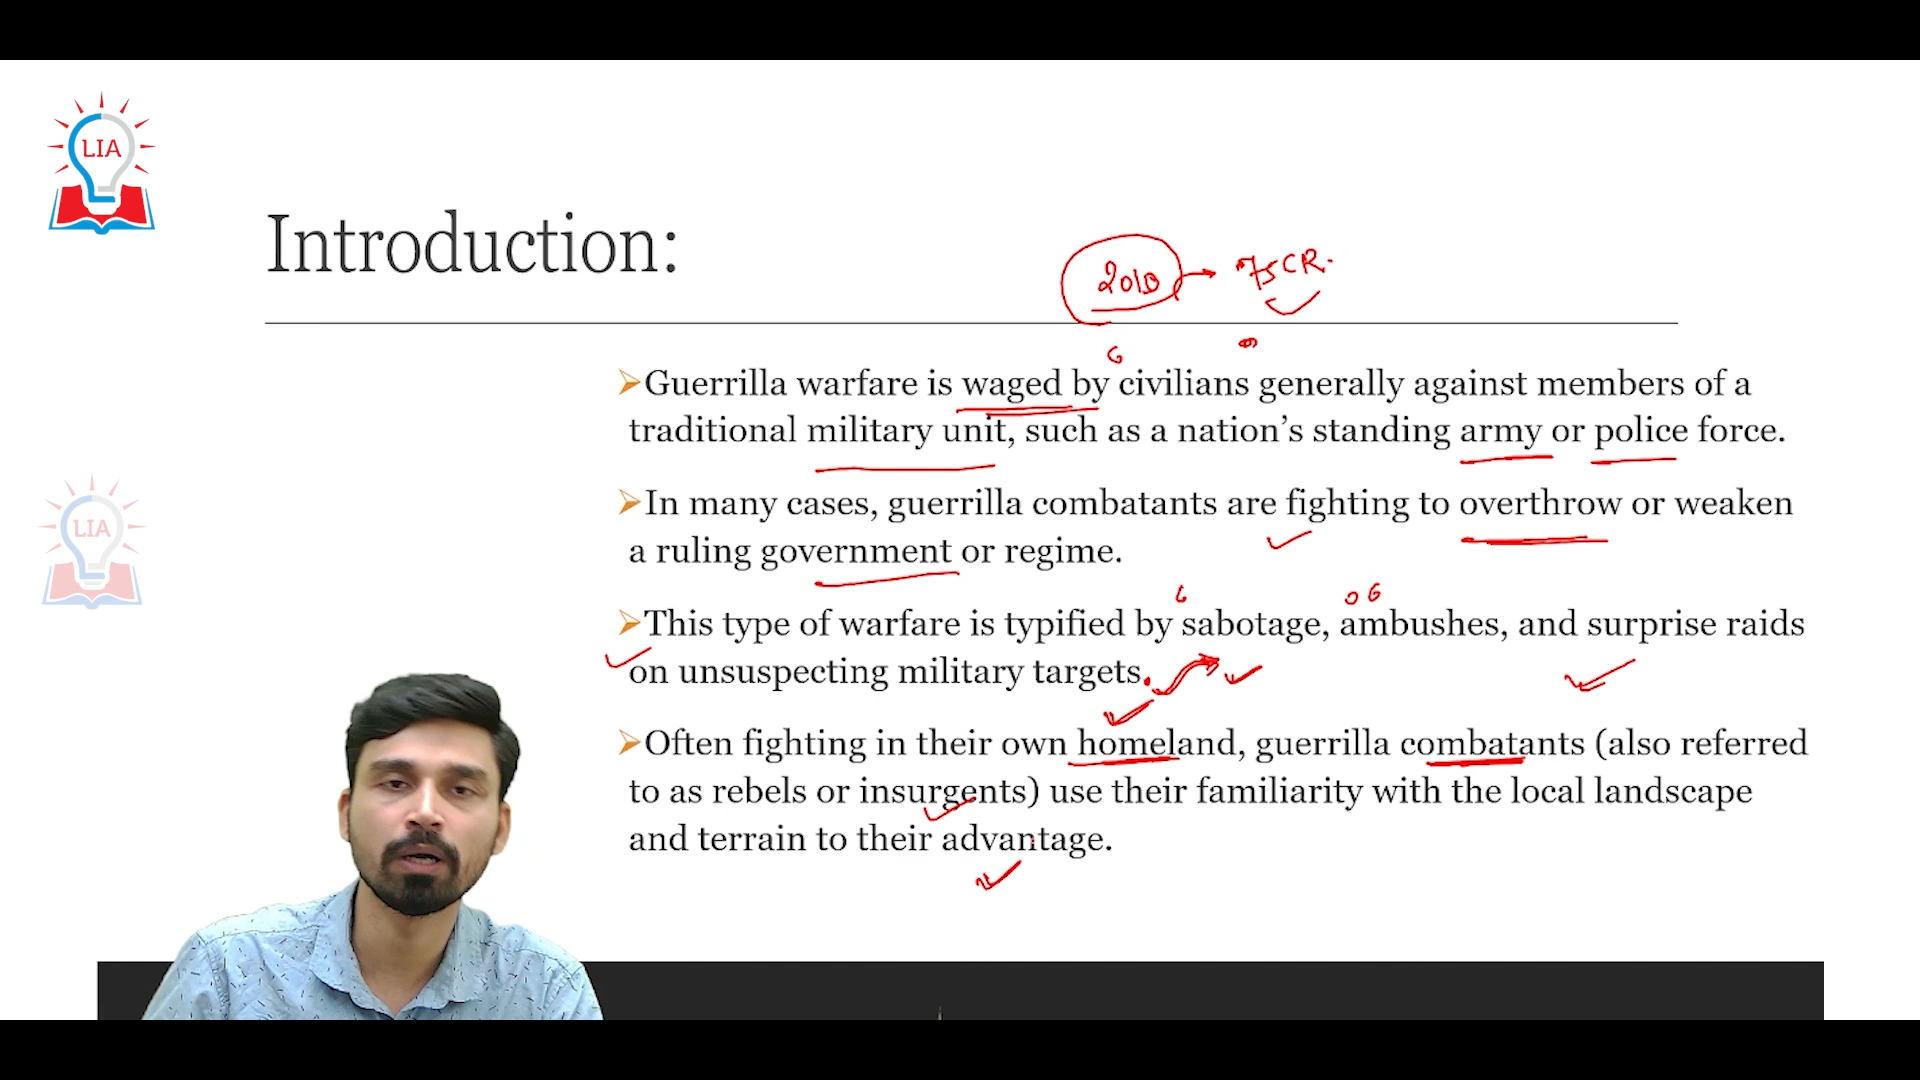 LIA
Introduction:
2010 → 75CR.
➢Guerrilla warfare is waged by civilians generally against members of a
traditional military unit, such as a nation's standing army or police force.
➢In many cases, guerrilla combatants are fighting to overthrow or weaken
a ruling government or regime.
LIA
➢This type of warfare is typified by sabotage, ambushes, and surprise raids
on unsuspecting military targets.
➢Often fighting in their own homeland, guerrilla combatants (also referred
to as rebels or insurgents) use their familiarity with the local landscape
and terrain to their advantage.